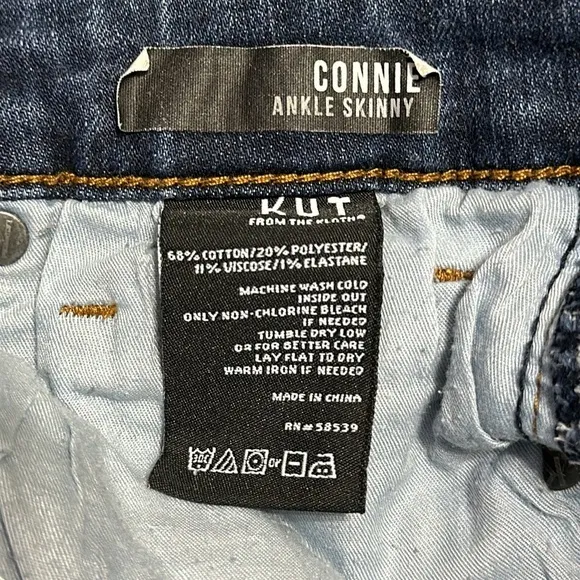 CONNIE
ANKLE SKINNY
KUT
FROM THE KLOTH®
68% COTTON/20% POLYESTER/
11% VISCOSE/1% ELASTANE
MACHINE WASH COLD
INSIDE OUT
ONLY NON-CHLORINE BLEACH
IF NEEDED
TUMBLE DRY LOW
OR FOR BETTER CARE
LAY FLAT TO DRY
WARM IRON IF NEEDED
MADE IN CHINA
RN# 58539
30C or